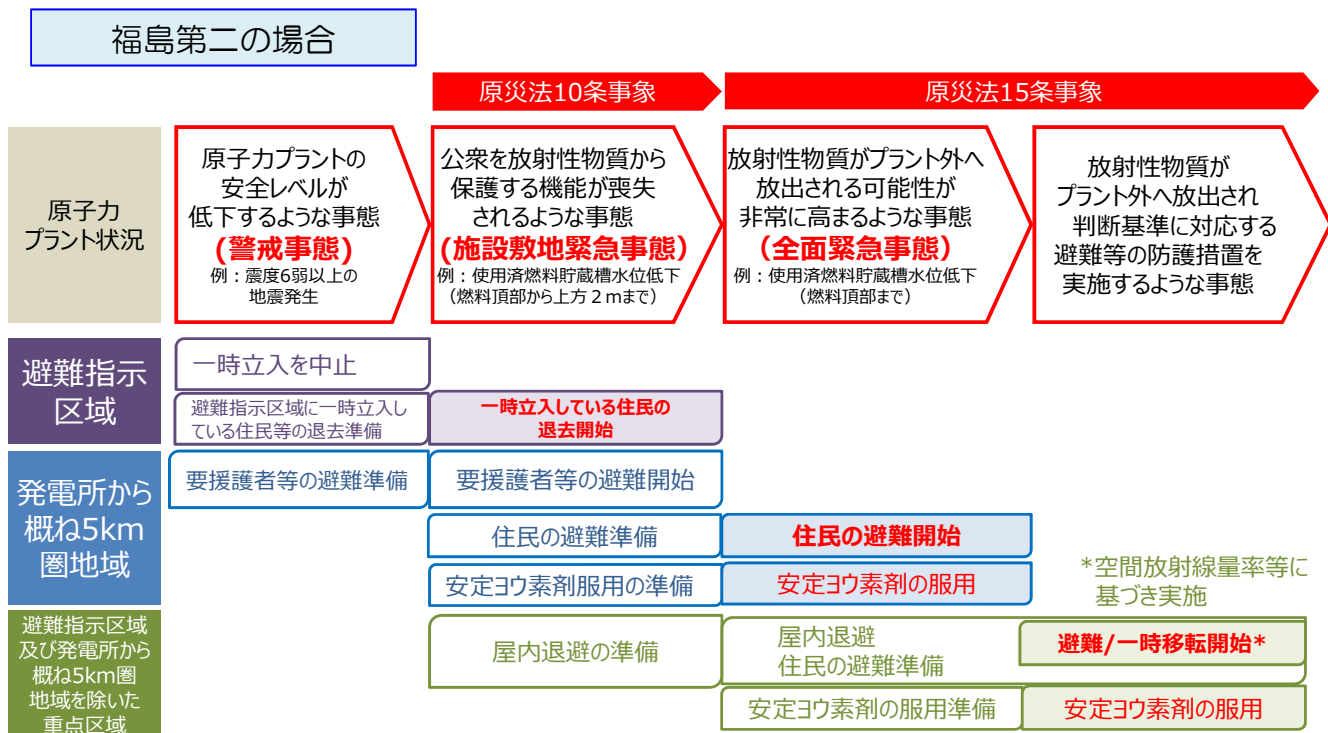 福島第二の場合
原災法10条事象
原災法15条事象
原子力
プラント状況
原子力プラントの
安全レベルが
低下するような事態
(警戒事態)
例：震度6弱以上の
地震発生
公衆を放射性物質から
保護する機能が喪失
されるような事態
(施設敷地緊急事態）
例：使用済燃料貯蔵槽水位低下
（燃料頂部から上方２ｍまで）
放射性物質がプラント外へ
放出される可能性が
非常に高まるような事態
（全面緊急事態）
例：使用済燃料貯蔵槽水位低下
（燃料頂部まで）
放射性物質が
プラント外へ放出され
判断基準に対応する
避難等の防護措置を
実施するような事態
避難指示
区域
一時立入を中止
避難指示区域に一時立入し
ている住民等の退去準備
一時立入している住民の
退去開始
発電所から
概ね5km
圏地域
要援護者等の避難準備
要援護者等の避難開始
住民の避難準備
住民の避難開始
安定ヨウ素剤服用の準備
安定ヨウ素剤の服用
*空間放射線量率等に
基づき実施
避難指示区域
及び発電所から
概ね5km圏
地域を除いた
重点区域
屋内退避の準備
屋内退避
住民の避難準備
避難/一時移転開始*
安定ヨウ素剤の服用準備
安定ヨウ素剤の服用